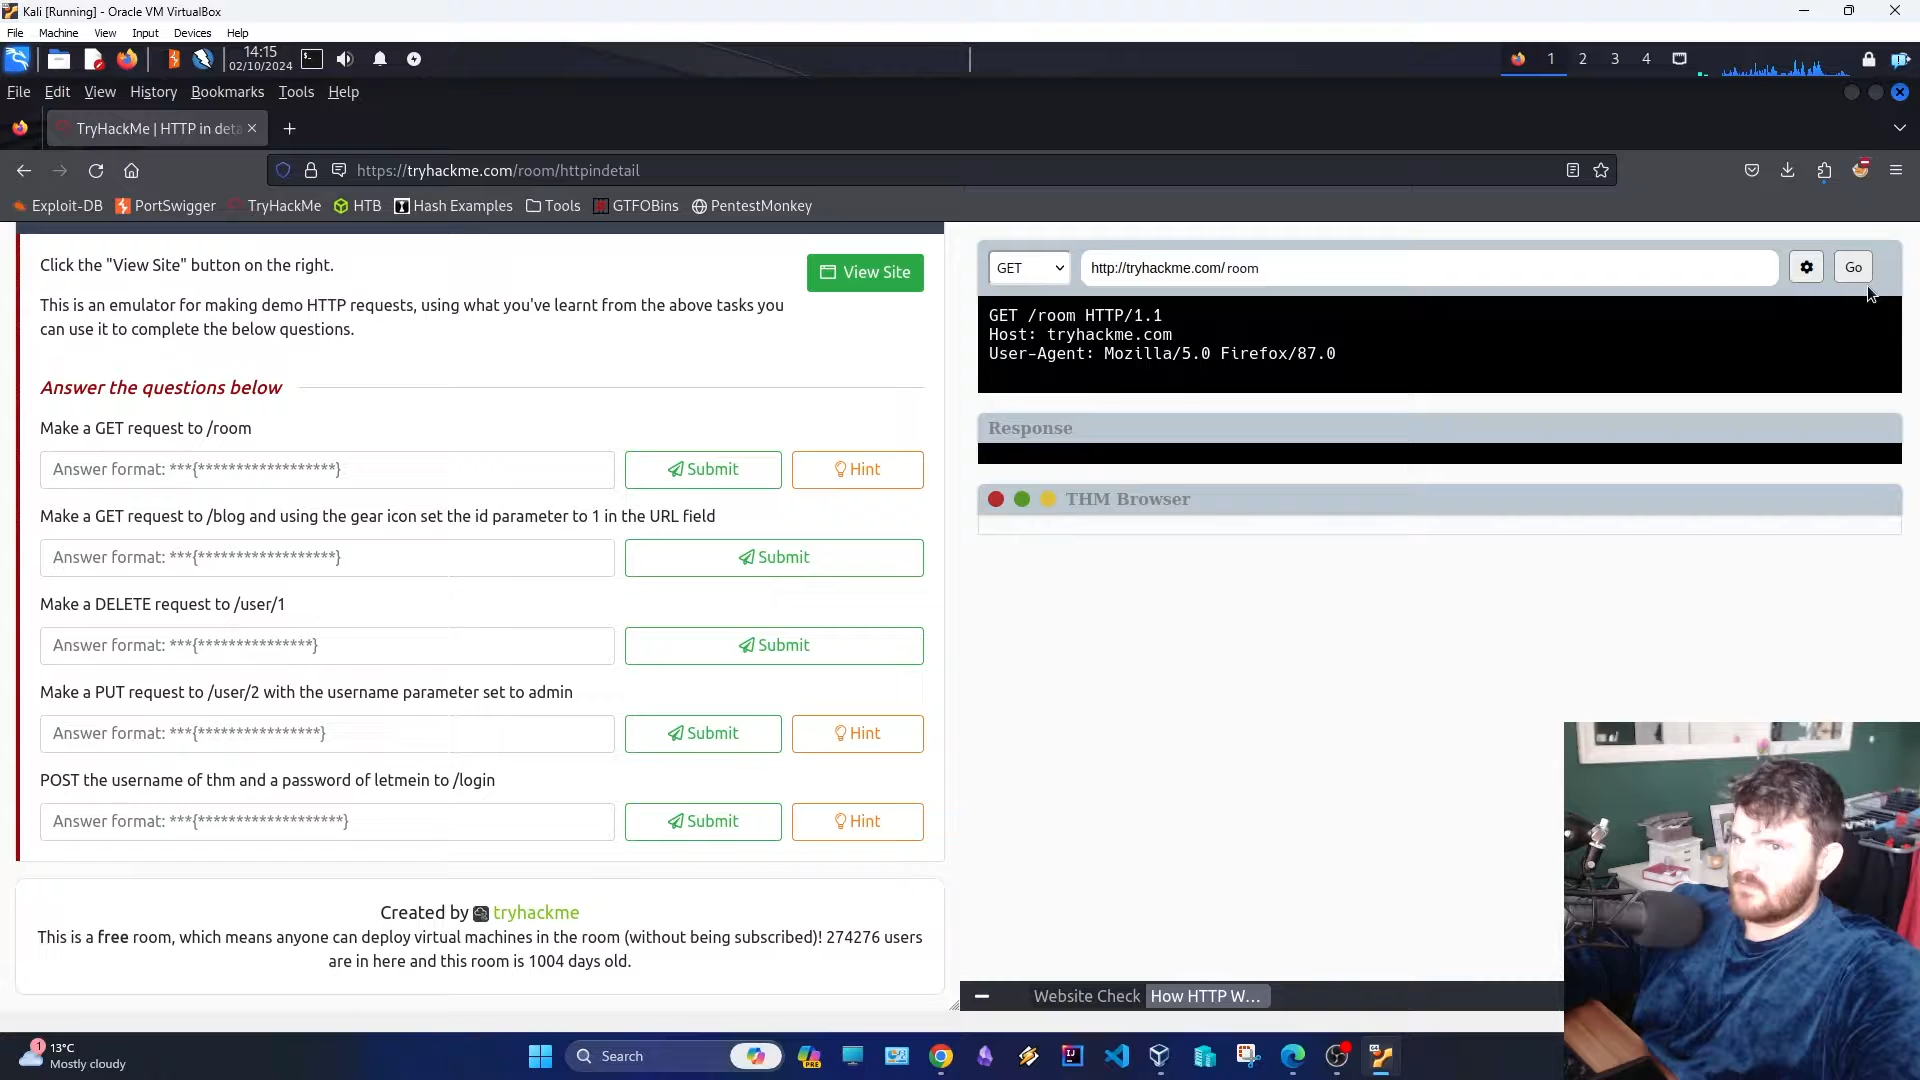 Kali [Running] - Oracle VM VirtualBox
File Machine View Input Devices Help
14:15
02/10/2024
1 2 3 4
File Edit View History Bookmarks Tools Help
TryHackMe | HTTP in deta
https://tryhackme.com/room/httpindetail
Exploit-DB PortSwigger TryHackMe HTB Hash Examples Tools GTFOBins PentestMonkey
Click the "View Site" button on the right.
View Site
This is an emulator for making demo HTTP requests, using what you've learnt from the above tasks you
can use it to complete the below questions.
Answer the questions below
Make a GET request to /room
Answer format: ***{******************}
Submit
Hint
Make a GET request to /blog and using the gear icon set the id parameter to 1 in the URL field
Answer format: ***{******************}
Submit
Make a DELETE request to /user/1
Answer format: ***{***************}
Submit
Make a PUT request to /user/2 with the username parameter set to admin
Answer format: ***{****************}
Submit
Hint
POST the username of thm and a password of letmein to /login
Answer format: ***{*******************}
Submit
Hint
Created by tryhackme
This is a free room, which means anyone can deploy virtual machines in the room (without being subscribed)! 274276 users
are in here and this room is 1004 days old.
GET
http://tryhackme.com/ room
Go
GET /room HTTP/1.1
Host: tryhackme.com
User-Agent: Mozilla/5.0 Firefox/87.0
Response
THM Browser
Website Check How HTTP W...
1
13°C
Mostly cloudy
Search
PRE